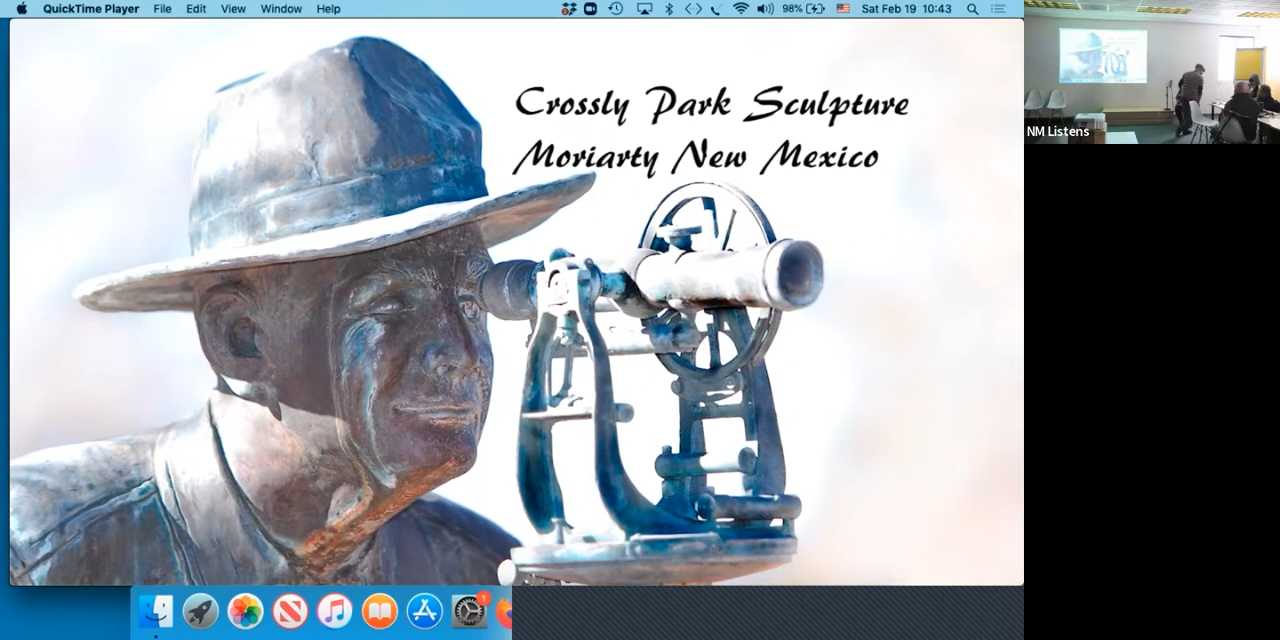 QuickTime Player File Edit View Window Help 98% Sat Feb 19 10:43
Crossly Park Sculpture
Moriarty New Mexico
NM Listens
1